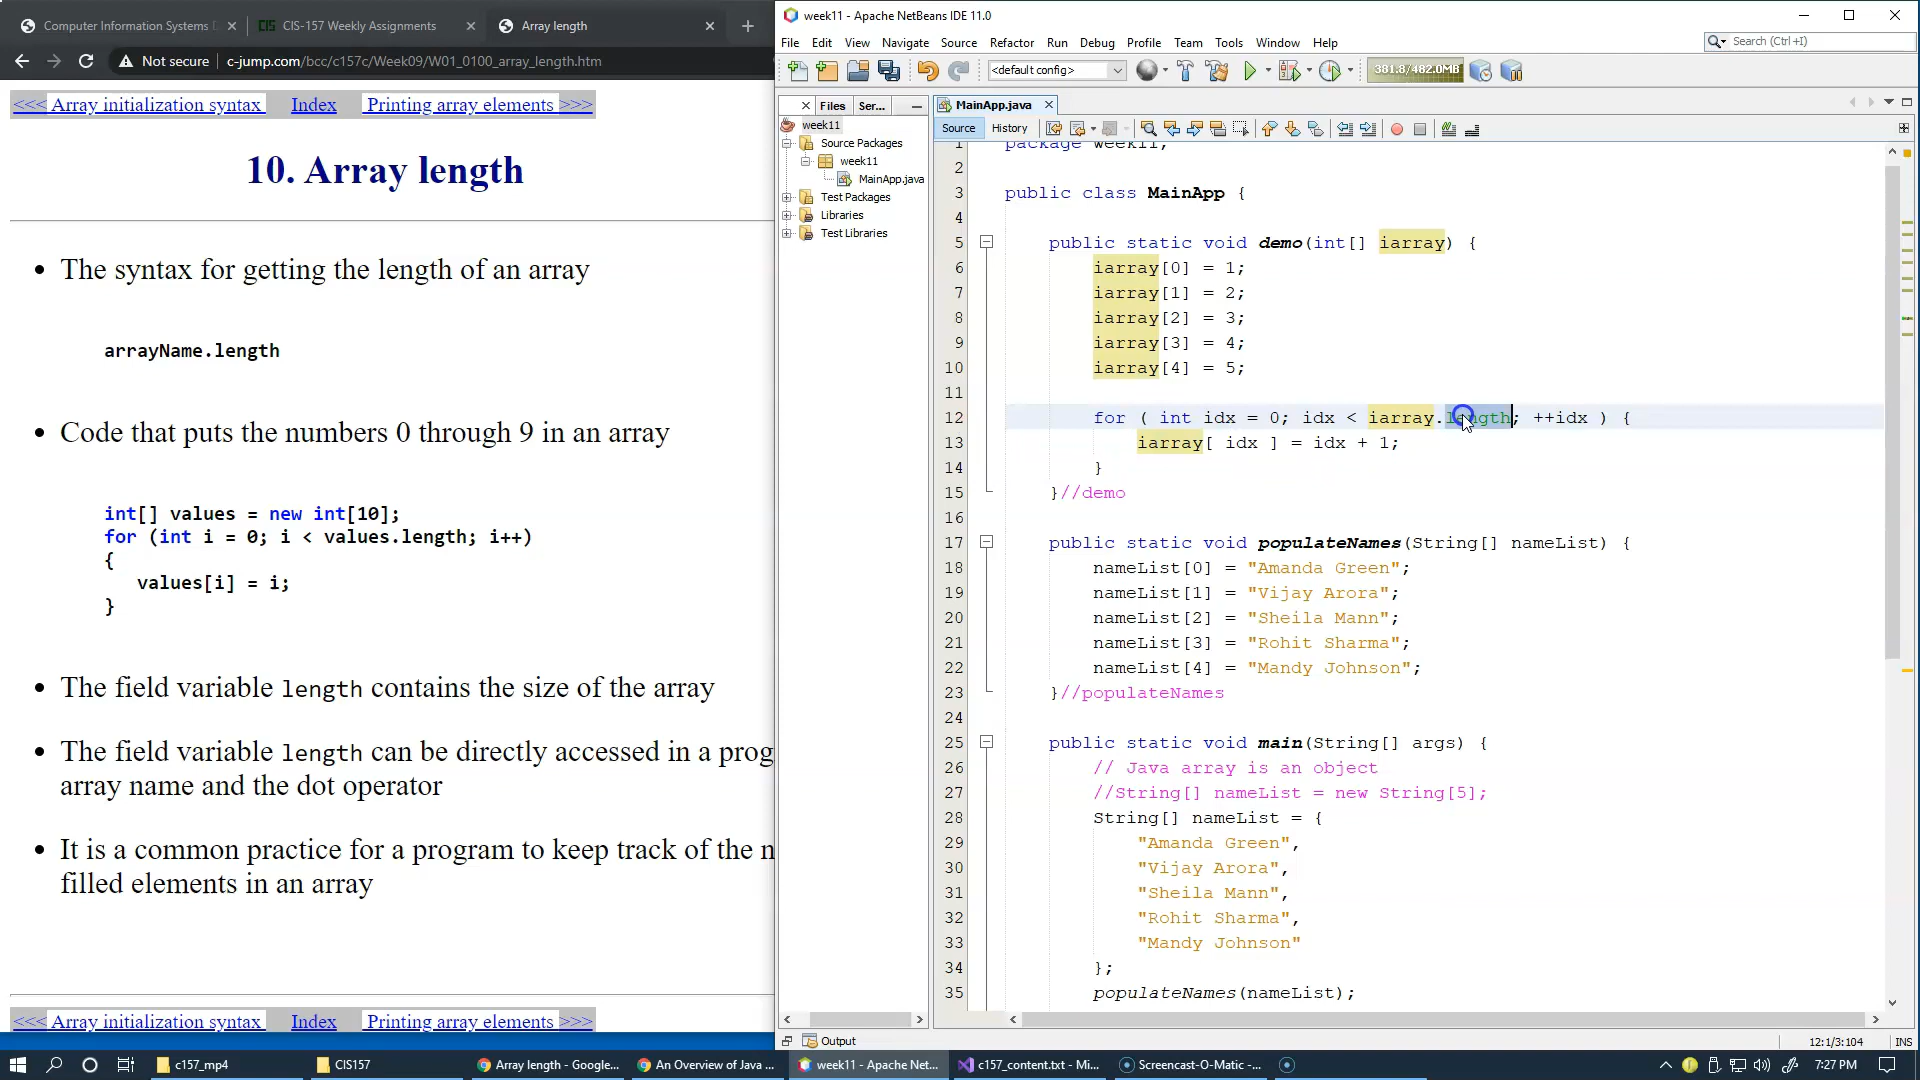 Computer Information Systems
CIS-157 Weekly Assignments
Array length
Not secure
c-jump.com/bcc/c157c/Week09/W01_0100_array_length.htm
<<< Array initialization syntax
Index
Printing array elements >>>
10. Array length
The syntax for getting the length of an array
arrayName.length
Code that puts the numbers 0 through 9 in an array
int[] values = new int[10];
for (int i = 0; i < values.length; i++)
{
values[i] = i;
}
The field variable length contains the size of the array
The field variable length can be directly accessed in a prog
array name and the dot operator
It is a common practice for a program to keep track of the n
filled elements in an array
<<< Array initialization syntax
Index
Printing array elements >>>
week11 - Apache NetBeans IDE 11.0
File Edit View Navigate Source Refactor Run Debug Profile Team Tools Window Help
Search (Ctrl+I)
<default config>
381.8/482.0MB
Files
Ser...
week11
Source Packages
week11
MainApp.java
Test Packages
Libraries
Test Libraries
MainApp.java
Source
History
1 package week11;
2
3 public class MainApp {
4
5 public static void demo(int[] iarray) {
6 iarray[0] = 1;
7 iarray[1] = 2;
8 iarray[2] = 3;
9 iarray[3] = 4;
10 iarray[4] = 5;
11
12 for ( int idx = 0; idx < iarray.length; ++idx ) {
13 iarray[ idx ] = idx + 1;
14 }
15 }//demo
16
17 public static void populateNames(String[] nameList) {
18 nameList[0] = "Amanda Green";
19 nameList[1] = "Vijay Arora";
20 nameList[2] = "Sheila Mann";
21 nameList[3] = "Rohit Sharma";
22 nameList[4] = "Mandy Johnson";
23 }//populateNames
24
25 public static void main(String[] args) {
26 // Java array is an object
27 //String[] nameList = new String[5];
28 String[] nameList = {
29 "Amanda Green",
30 "Vijay Arora",
31 "Sheila Mann",
32 "Rohit Sharma",
33 "Mandy Johnson"
34 };
35 populateNames(nameList);
Output
12:1/3:104
INS
c157_mp4
CIS157
Array length - Google...
An Overview of Java ...
week11 - Apache Net...
c157_content.txt - Mi...
Screencast-O-Matic -...
7:27 PM